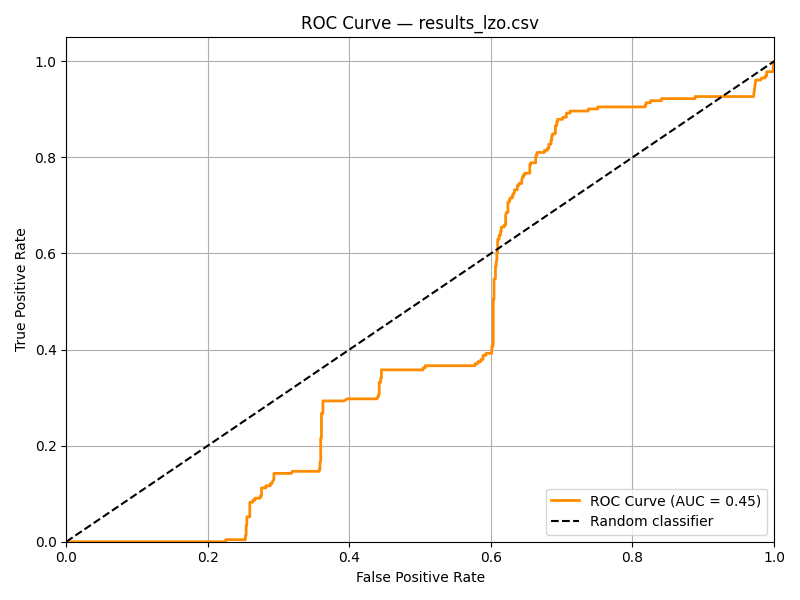 ROC Curve — results_lzo.csv
True Positive Rate
1.0
0.8
0.6
0.4
0.2
0.0
0.0 0.2 0.4 0.6 0.8 1.0
False Positive Rate
ROC Curve (AUC = 0.45)
Random classifier